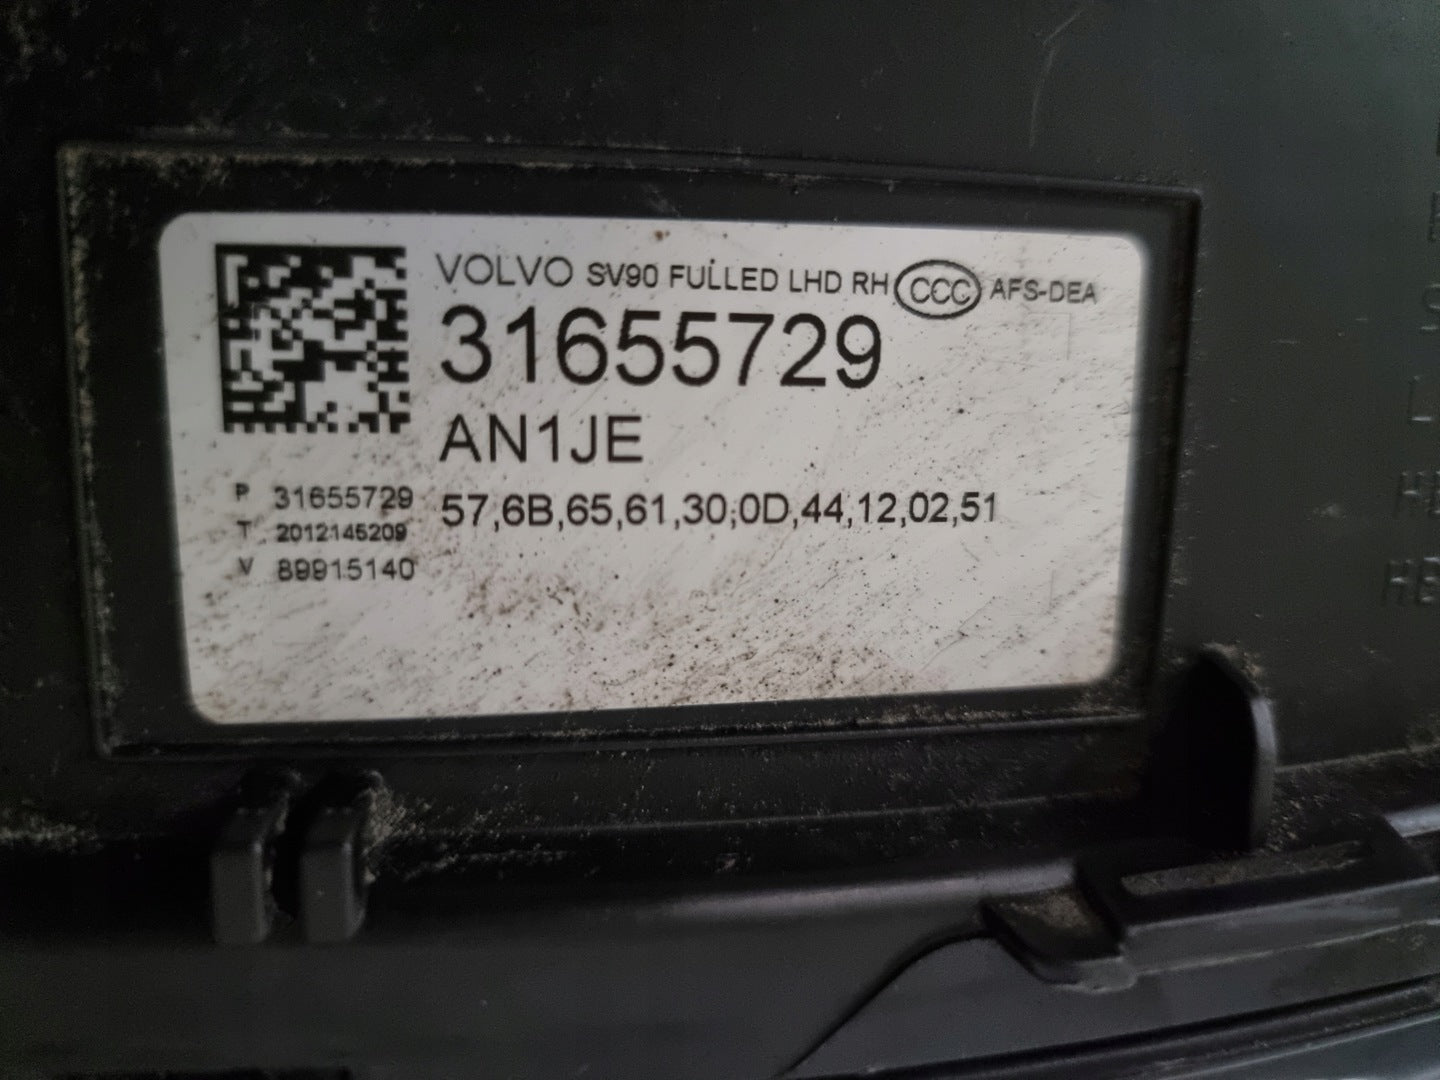 VOLVO SV90 FULLED LHD RH CCC AFS-DEA
31655729
AN1JE
57,6B,65,61,30,0D,44,12,02,51
P 31655729
T 2012145209
V 89915140